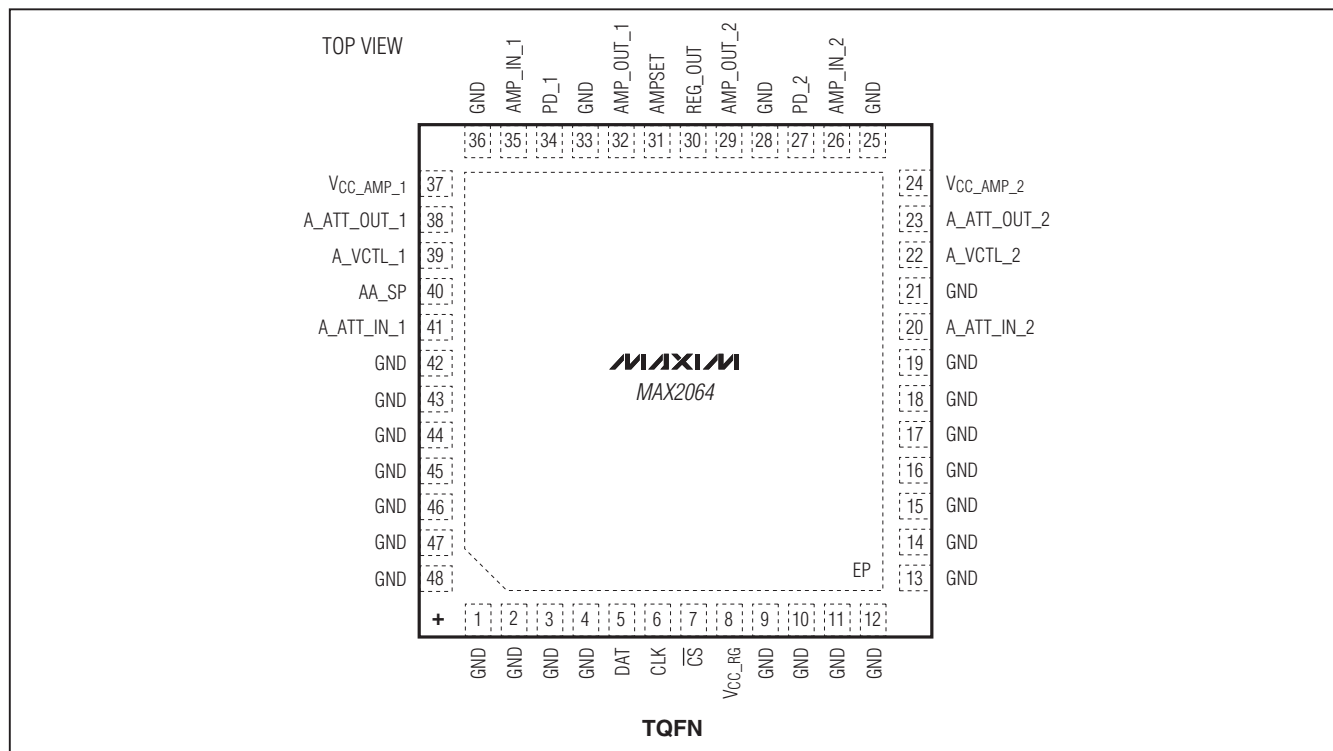 TOP VIEW
GND
AMP_IN_1
PD_1
GND
AMP_OUT_1
AMPSET
REG_OUT
AMP_OUT_2
GND
PD_2
AMP_IN_2
GND
36 35 34 33 32 31 30 29 28 27 26 25
VCC_AMP_1 37
A_ATT_OUT_1 38
A_VCTL_1 39
AA_SP 40
A_ATT_IN_1 41
GND 42
GND 43
GND 44
GND 45
GND 46
GND 47
GND 48
24 VCC_AMP_2
23 A_ATT_OUT_2
22 A_VCTL_2
21 GND
20 A_ATT_IN_2
19 GND
18 GND
17 GND
16 GND
15 GND
14 GND
13 GND
MAXIM
MAX2064
EP
+ 1 2 3 4 5 6 7 8 9 10 11 12
GND
GND
GND
GND
DAT
CLK
C̅S̅
VCC_RG
GND
GND
GND
GND
TQFN